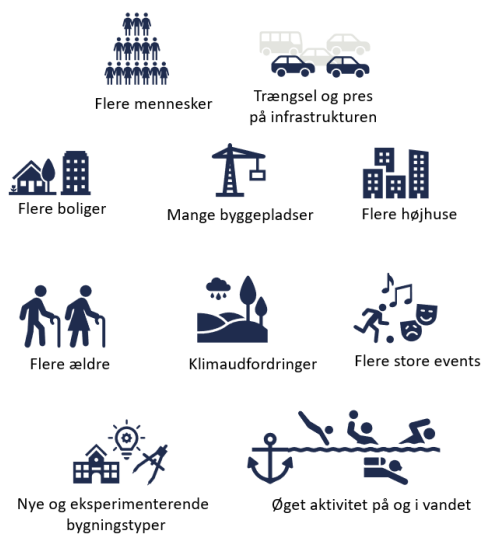 Flere mennesker
Trængsel og pres
på infrastrukturen
Flere boliger
Mange byggepladser
Flere højhuse
Flere ældre
Klimaudfordringer
Flere store events
Nye og eksperimenterende
bygningstyper
Øget aktivitet på og i vandet